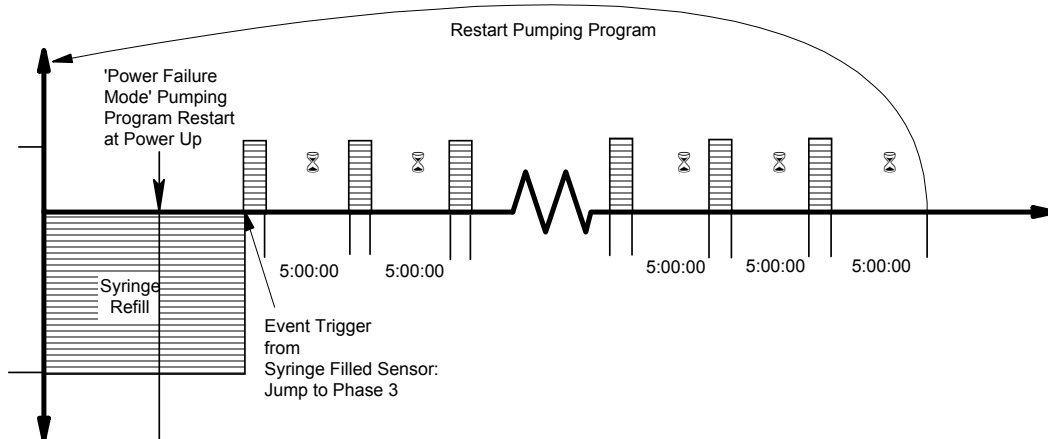 Restart Pumping Program
'Power Failure
Mode' Pumping
Program Restart
at Power Up
5:00:00
5:00:00
5:00:00
5:00:00
5:00:00
Syringe
Refill
Event Trigger
from
Syringe Filled Sensor:
Jump to Phase 3